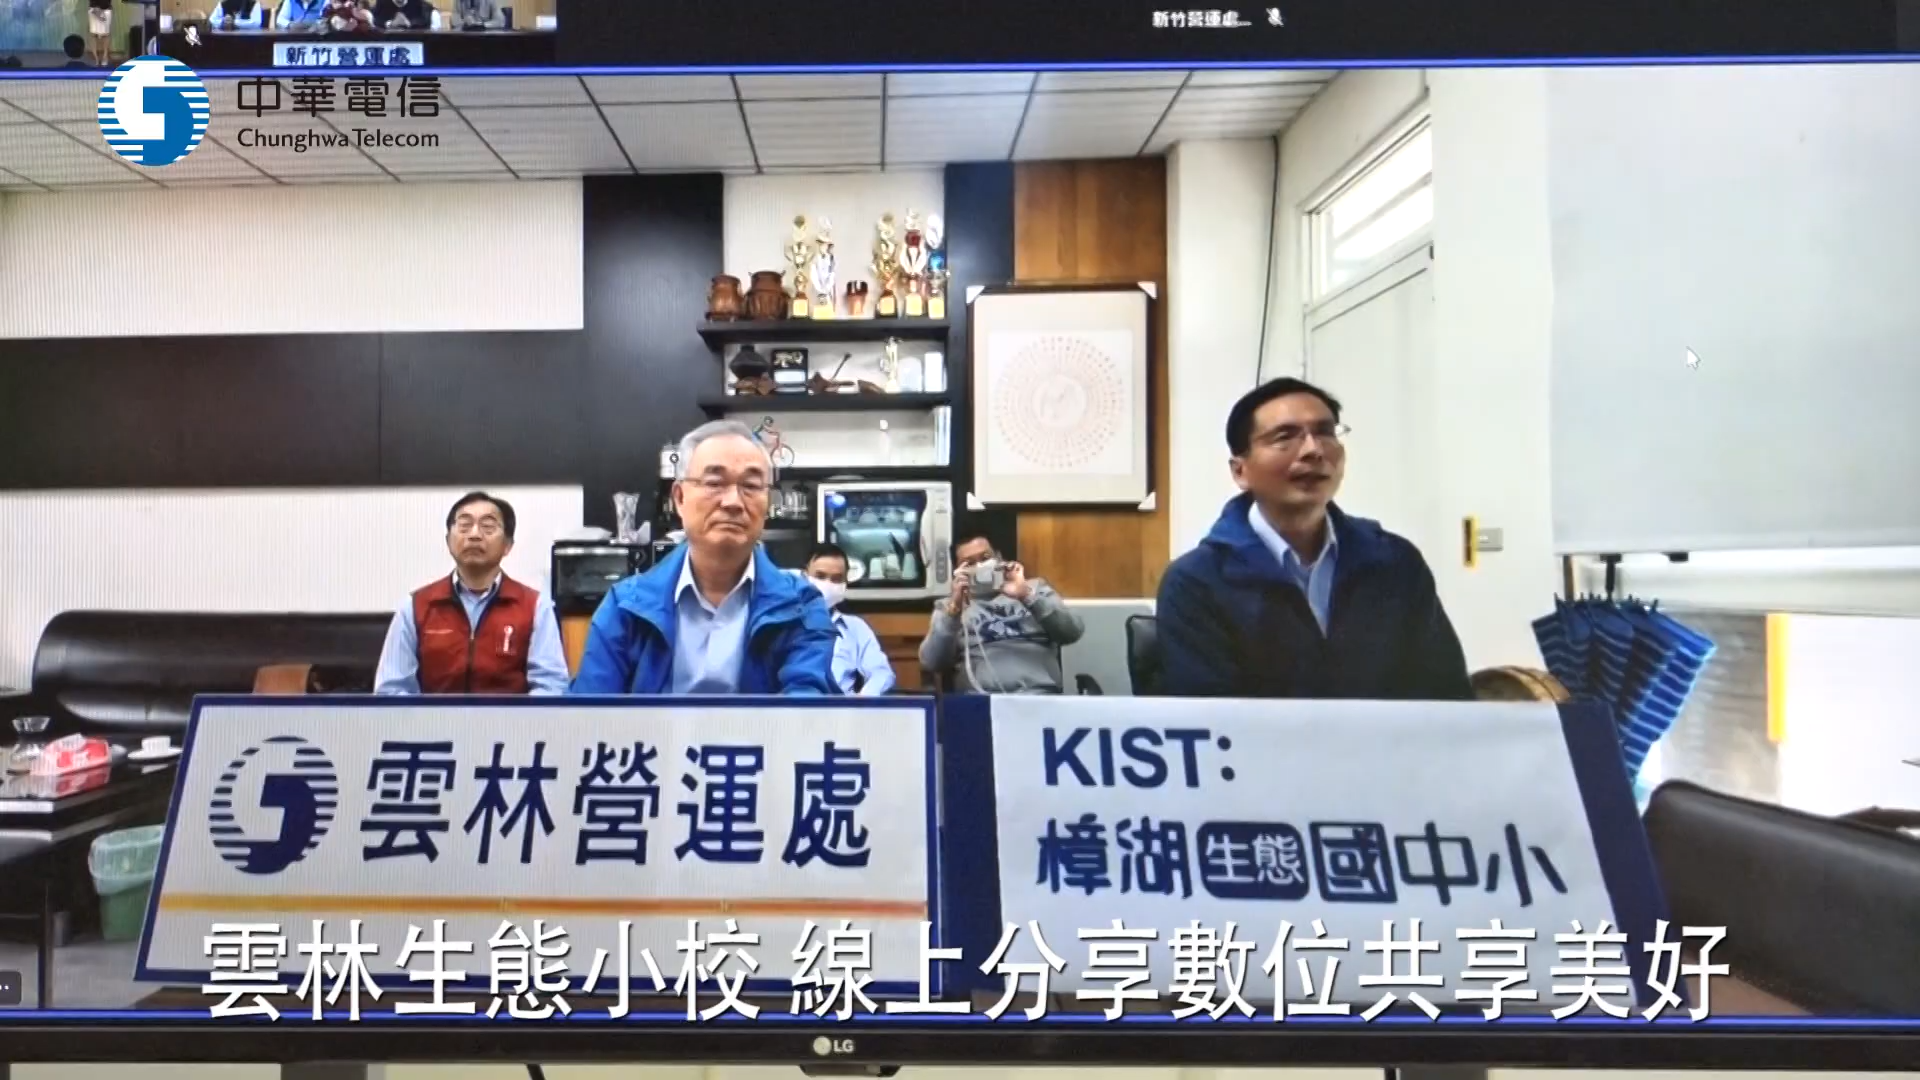 新竹營運處...
新竹營運處
中華電信
Chunghwa Telecom
雲林營運處
KIST:
樟湖生態國中小
雲林生態小校 線上分享數位共享美好
LG